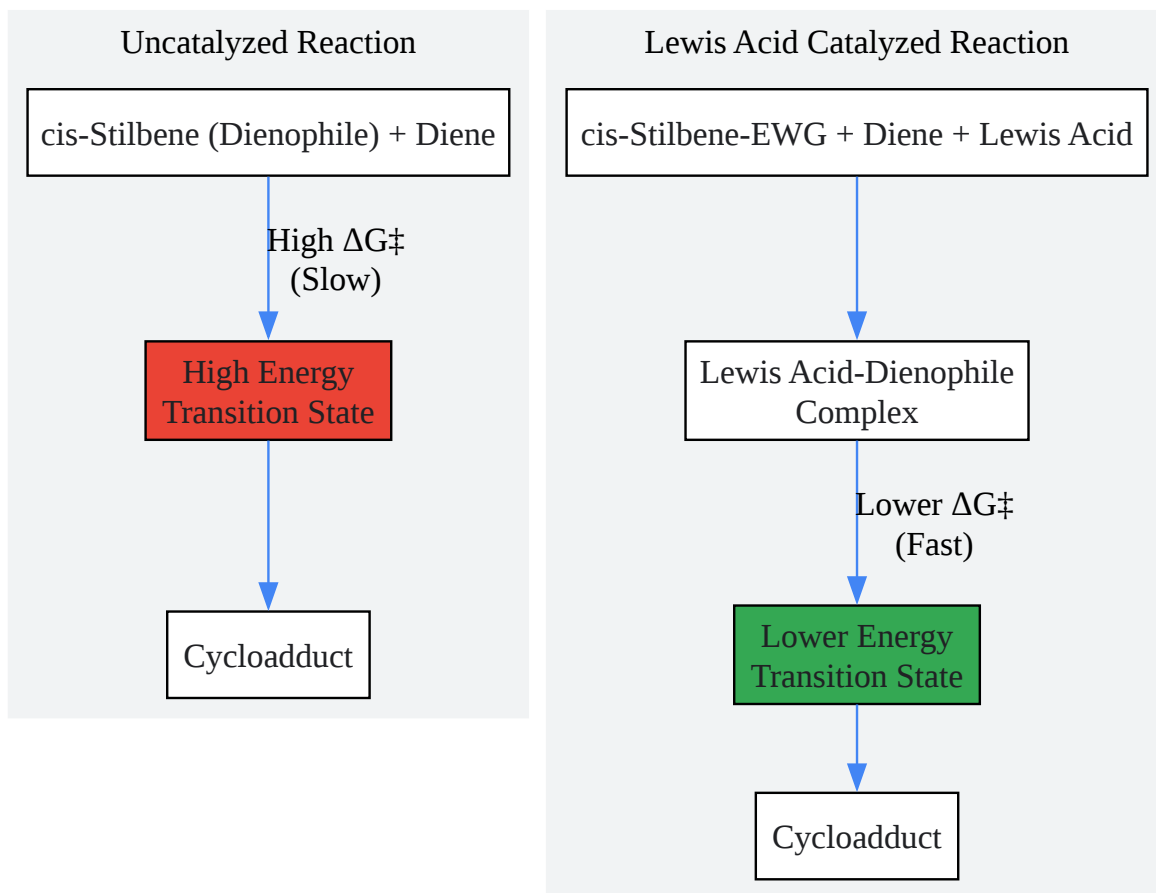 Uncatalyzed Reaction
cis-Stilbene (Dienophile) + Diene
High ΔG‡
(Slow)
High Energy
Transition State
Cycloadduct
Lewis Acid Catalyzed Reaction
cis-Stilbene-EWG + Diene + Lewis Acid
Lewis Acid-Dienophile
Complex
Lower ΔG‡
(Fast)
Lower Energy
Transition State
Cycloadduct